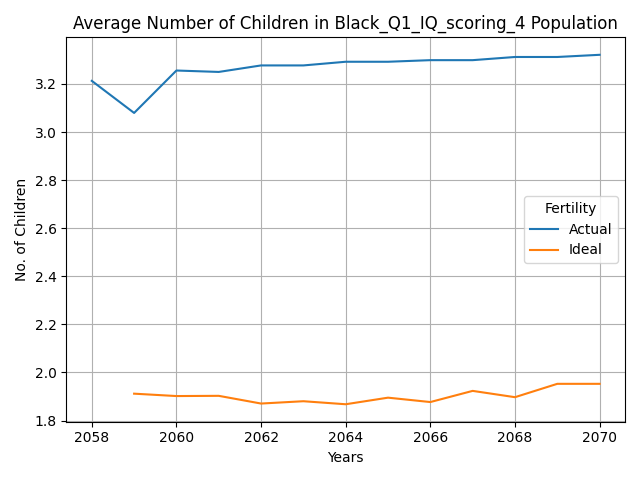 Average Number of Children in Black_Q1_IQ_scoring_4 Population
No. of Children
3.2
3.0
2.8
2.6
2.4
2.2
2.0
1.8
Fertility
Actual
Ideal
2058
2060
2062
2064
2066
2068
2070
Years